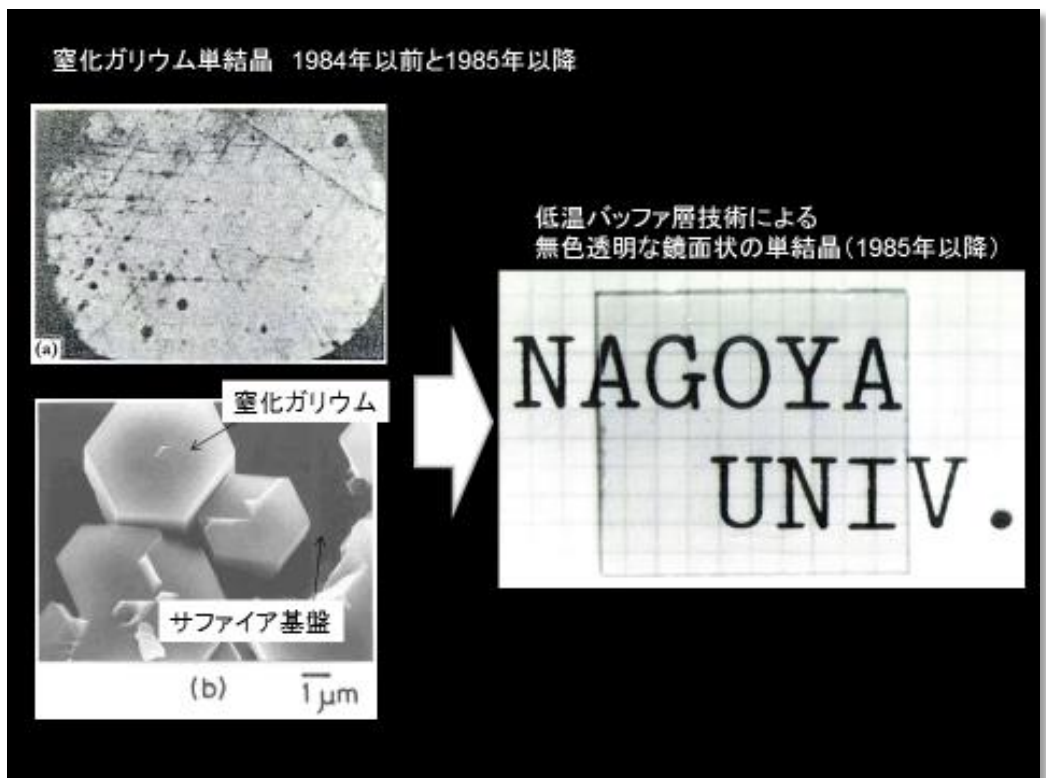 窒化ガリウム単結晶 1984年以前と1985年以降
(a)
窒化ガリウム
サファイア基盤
(b)
1 μm
低温バッファ層技術による
無色透明な鏡面状の単結晶(1985年以降)
NAGOYA
UNIV.